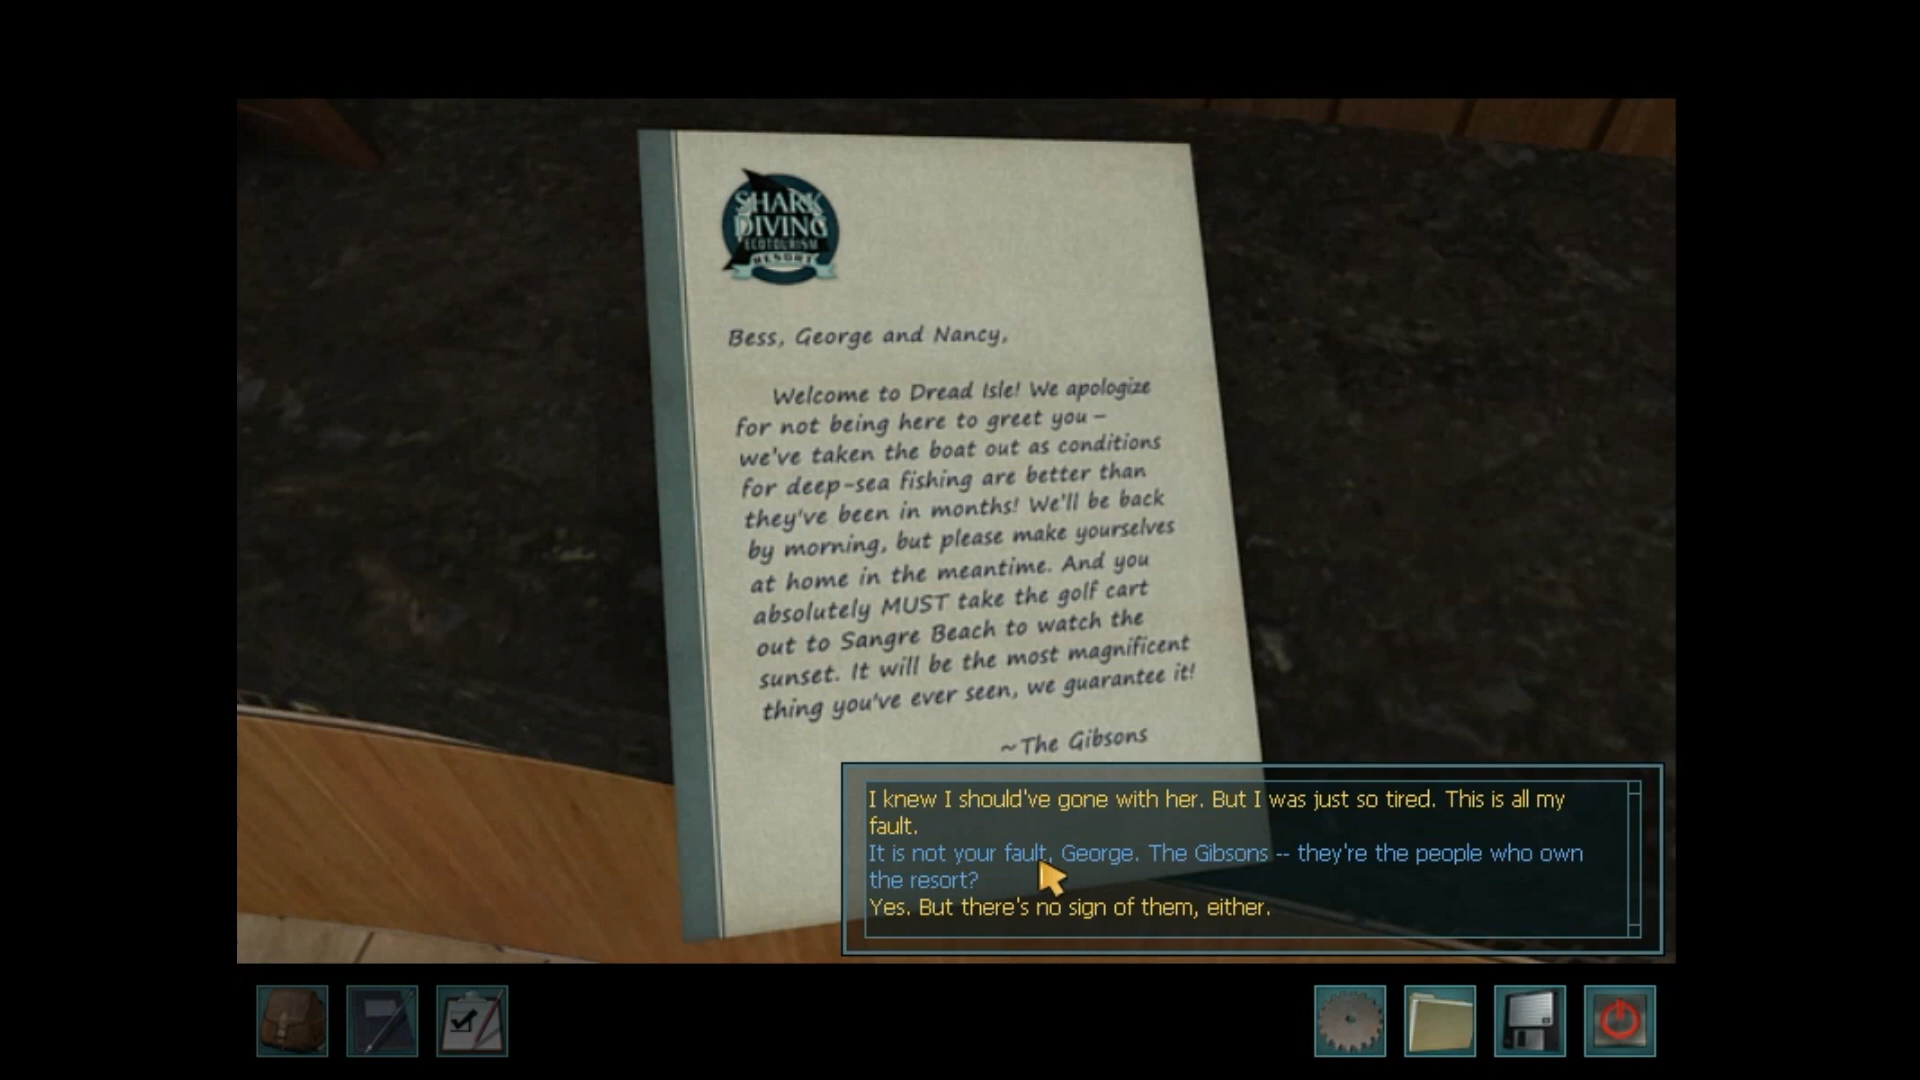 SHARK
DIVING
ECOTOURISM
RESORT
Bess, George and Nancy,
Welcome to Dread Isle! We apologize
for not being here to greet you –
we've taken the boat out as conditions
for deep-sea fishing are better than
they've been in months! We'll be back
by morning, but please make yourselves
at home in the meantime. And you
absolutely MUST take the golf cart
out to Sangre Beach to watch the
sunset. It will be the most magnificent
thing you've ever seen, we guarantee it!
~The Gibsons
I knew I should've gone with her. But I was just so tired. This is all my
fault.
It is not your fault, George. The Gibsons -- they're the people who own
the resort?
Yes. But there's no sign of them, either.